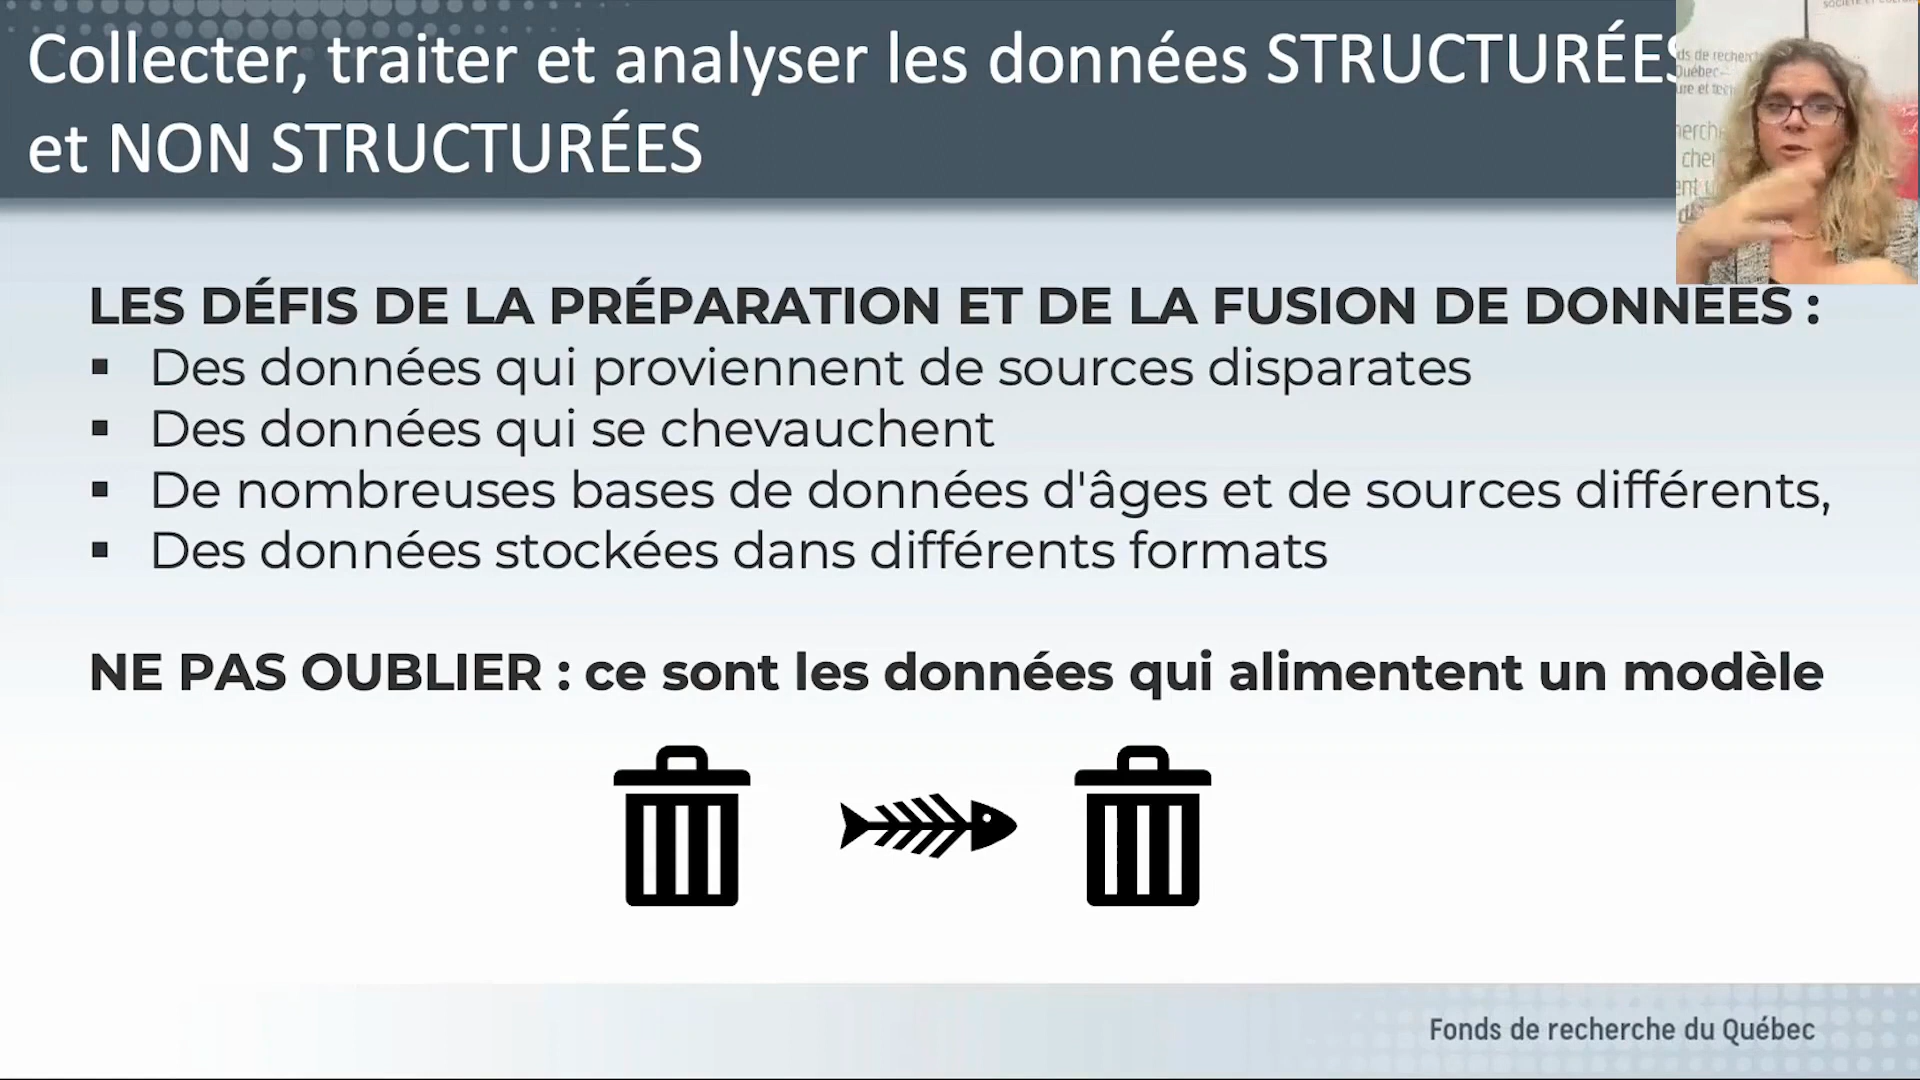 Collecter, traiter et analyser les données STRUCTURÉES
et NON STRUCTURÉES
LES DÉFIS DE LA PRÉPARATION ET DE LA FUSION DE DONNÉES :
▪ Des données qui proviennent de sources disparates
▪ Des données qui se chevauchent
▪ De nombreuses bases de données d'âges et de sources différents,
▪ Des données stockées dans différents formats
NE PAS OUBLIER : ce sont les données qui alimentent un modèle
Fonds de recherche du Québec